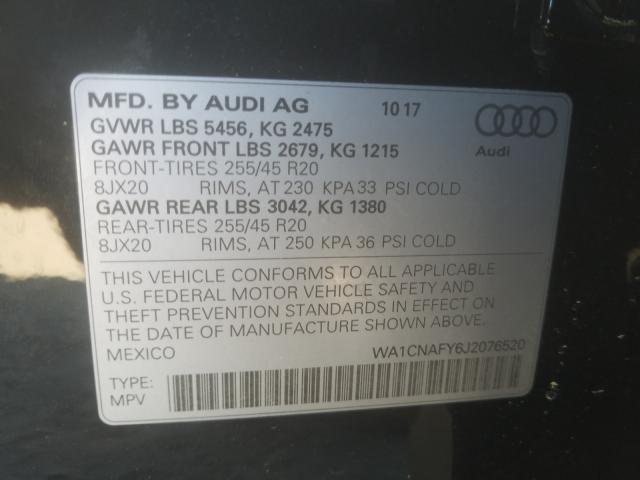 MFD. BY AUDI AG 10 17
GVWR LBS 5456, KG 2475
GAWR FRONT LBS 2679, KG 1215
FRONT-TIRES 255/45 R20
8JX20 RIMS, AT 230 KPA 33 PSI COLD
GAWR REAR LBS 3042, KG 1380
REAR-TIRES 255/45 R20
8JX20 RIMS, AT 250 KPA 36 PSI COLD
Audi
THIS VEHICLE CONFORMS TO ALL APPLICABLE
U.S. FEDERAL MOTOR VEHICLE SAFETY AND
THEFT PREVENTION STANDARDS IN EFFECT ON
THE DATE OF MANUFACTURE SHOWN ABOVE.
MEXICO WA1CNAFY6J2076520
TYPE:
MPV